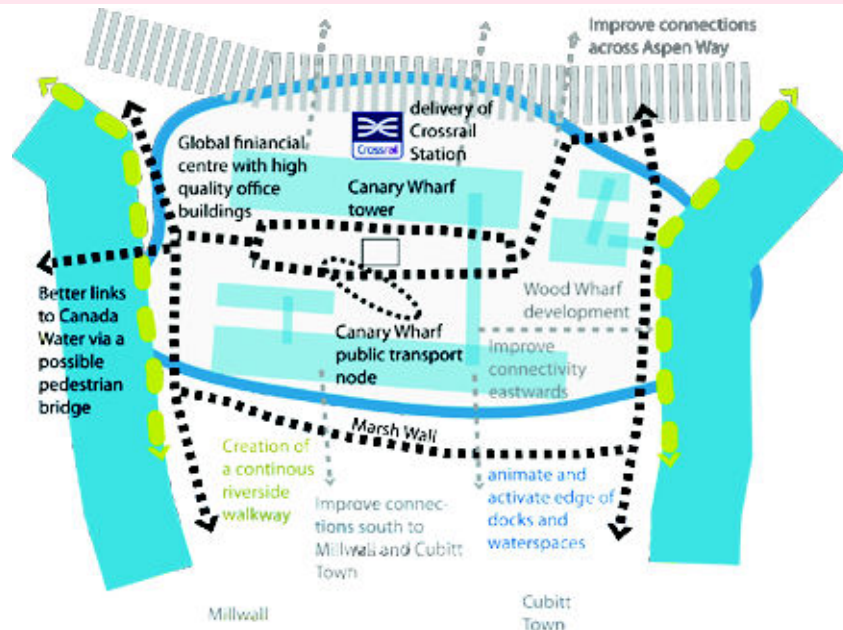 Improve connections
across Aspen Way
delivery of
Crossrail
Station
Crossrail
Global finiancial
centre with high
quality office
buildings
Canary Wharf
tower
Better links
to Canada
Water via a
possible
pedestrian
bridge
Wood Wharf
development
Canary Wharf
public transport
node
Improve
connectivity
eastwards
Marsh Wall
Creation of
a continous
riverside
walkway
Improve connec-
tions south to
Millwall and Cubitt
Town
animate and
activate edge of
docks and
waterspaces
Millwall
Cubitt
Town